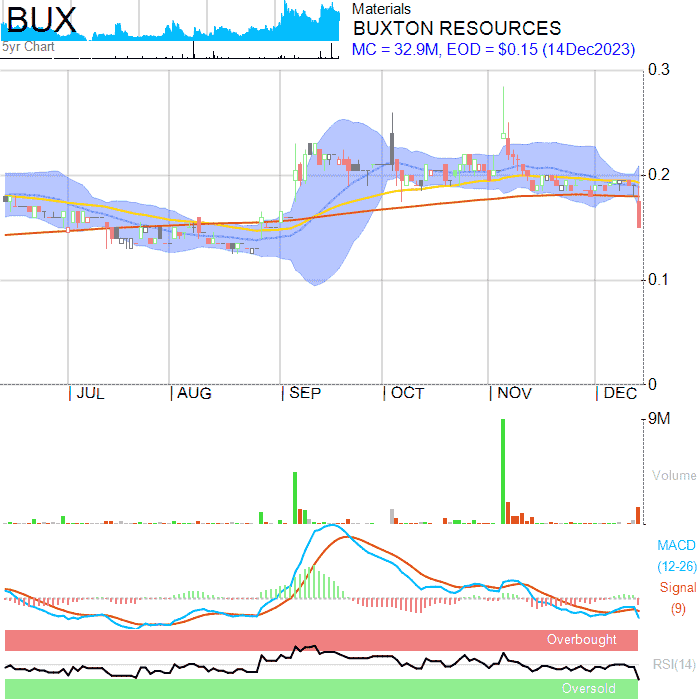 BUX
5yr Chart
Materials
BUXTON RESOURCES
MC = 32.9M, EOD = $0.15 (14Dec2023)
0.3
0.2
0.1
0
JUL AUG SEP OCT NOV DEC
9M
Volume
MACD
(12-26)
Signal
(9)
Overbought
RSI(14)
Oversold